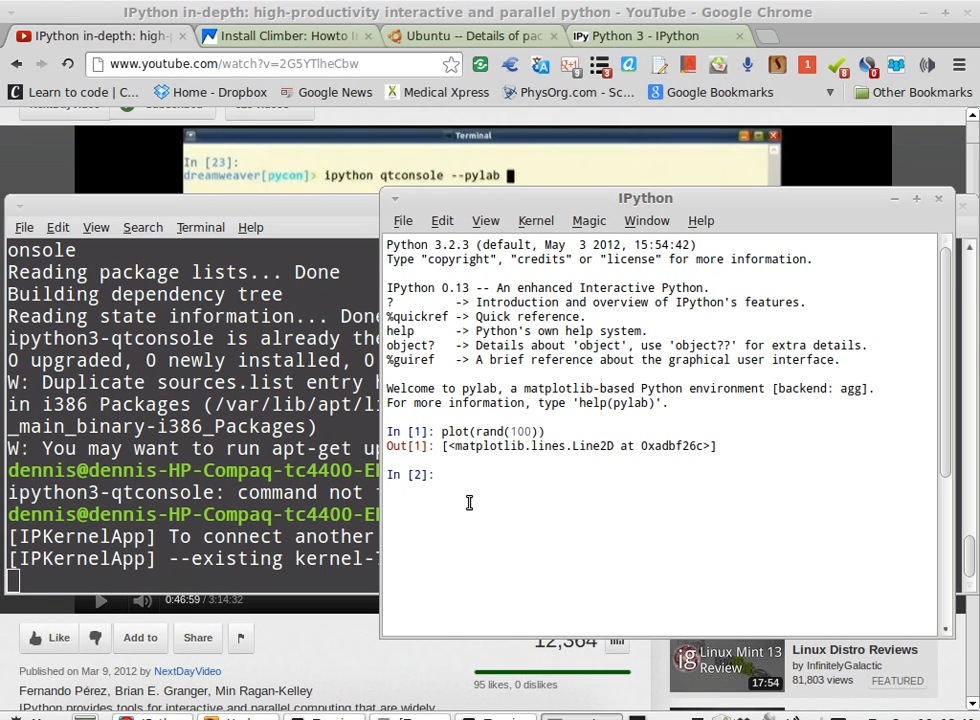 IPython in-depth: high-productivity interactive and parallel python - YouTube - Google Chrome
IPython in-depth: high-
Install Climber: HowTo I
Ubuntu -- Details of pac
IPy Python 3 - IPython
www.youtube.com/watch?v=2G5YTlheCbw
Learn to code | C...
Home - Dropbox
Google News
Medical Xpress
PhysOrg.com - Sc...
Google Bookmarks
Other Bookmarks
Terminal
In [23]:
dreamweaver[pycon]> ipython qtconsole --pylab
File Edit View Search Terminal Help
onsole
Reading package lists... Done
Building dependency tree
Reading state information... Done
ipython3-qtconsole is already the
0 upgraded, 0 newly installed, 0
W: Duplicate sources.list entry
in i386 Packages (/var/lib/apt/li
_main_binary-i386_Packages)
W: You may want to run apt-get up
dennis@dennis-HP-Compaq-tc4400-E
ipython3-qtconsole: command not
dennis@dennis-HP-Compaq-tc4400-E
[IPKernelApp] To connect another
[IPKernelApp] --existing kernel-
IPython
File Edit View Kernel Magic Window Help
Python 3.2.3 (default, May  3 2012, 15:54:42)
Type "copyright", "credits" or "license" for more information.
IPython 0.13 -- An enhanced Interactive Python.
?         -> Introduction and overview of IPython's features.
%quickref -> Quick reference.
help      -> Python's own help system.
object?   -> Details about 'object', use 'object??' for extra details.
%guiref   -> A brief reference about the graphical user interface.
Welcome to pylab, a matplotlib-based Python environment [backend: agg].
For more information, type 'help(pylab)'.
In [1]: plot(rand(100))
Out[1]: [<matplotlib.lines.Line2D at 0xadbf26c>]
In [2]:
0:46:59 / 3:14:32
Like
Add to
Share
12,364
Published on Mar 9, 2012 by NextDayVideo
95 likes, 0 dislikes
Fernando Pérez, Brian E. Granger, Min Ragan-Kelley
IPython provides tools for interactive and parallel computing that are widely
Linux Mint 13
Review
17:54
Linux Distro Reviews
by InfinitelyGalactic
81,803 views
FEATURED